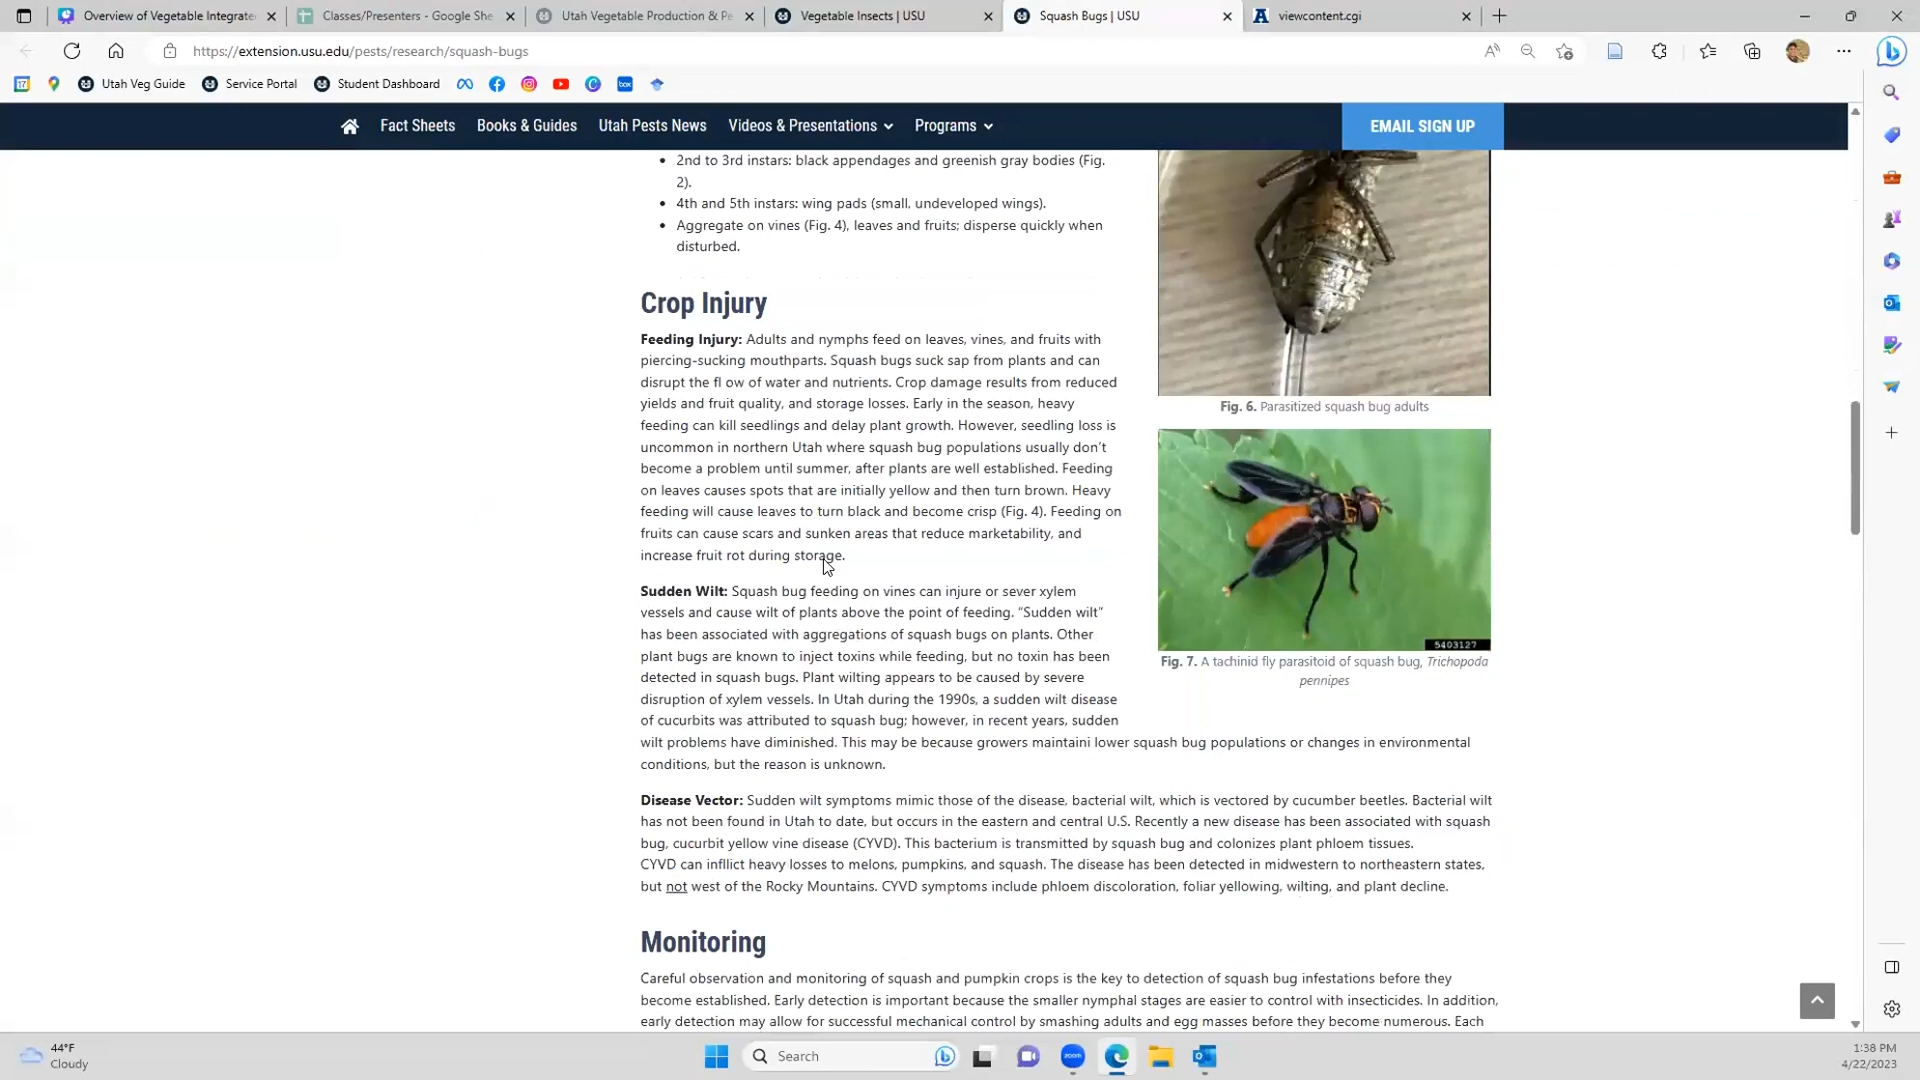 Overview of Vegetable Integrate
Classes/Presenters - Google She
Utah Vegetable Production & Pe
Vegetable Insects | USU
Squash Bugs | USU
viewcontent.cgi
https://extension.usu.edu/pests/research/squash-bugs
Utah Veg Guide
Service Portal
Student Dashboard
Fact Sheets
Books & Guides
Utah Pests News
Videos & Presentations
Programs
EMAIL SIGN UP
2nd to 3rd instars: black appendages and greenish gray bodies (Fig.
2).
4th and 5th instars: wing pads (small, undeveloped wings).
Aggregate on vines (Fig. 4), leaves and fruits; disperse quickly when
disturbed.
Crop Injury
Feeding Injury: Adults and nymphs feed on leaves, vines, and fruits with
piercing-sucking mouthparts. Squash bugs suck sap from plants and can
disrupt the fl ow of water and nutrients. Crop damage results from reduced
yields and fruit quality, and storage losses. Early in the season, heavy
feeding can kill seedlings and delay plant growth. However, seedling loss is
uncommon in northern Utah where squash bug populations usually don't
become a problem until summer, after plants are well established. Feeding
on leaves causes spots that are initially yellow and then turn brown. Heavy
feeding will cause leaves to turn black and become crisp (Fig. 4). Feeding on
fruits can cause scars and sunken areas that reduce marketability, and
increase fruit rot during storage.
Fig. 6. Parasitized squash bug adults
5403127
Fig. 7. A tachinid fly parasitoid of squash bug, Trichopoda
pennipes
Sudden Wilt: Squash bug feeding on vines can injure or sever xylem
vessels and cause wilt of plants above the point of feeding. “Sudden wilt”
has been associated with aggregations of squash bugs on plants. Other
plant bugs are known to inject toxins while feeding, but no toxin has been
detected in squash bugs. Plant wilting appears to be caused by severe
disruption of xylem vessels. In Utah during the 1990s, a sudden wilt disease
of cucurbits was attributed to squash bug; however, in recent years, sudden
wilt problems have diminished. This may be because growers maintaini lower squash bug populations or changes in environmental
conditions, but the reason is unknown.
Disease Vector: Sudden wilt symptoms mimic those of the disease, bacterial wilt, which is vectored by cucumber beetles. Bacterial wilt
has not been found in Utah to date, but occurs in the eastern and central U.S. Recently a new disease has been associated with squash
bug, cucurbit yellow vine disease (CYVD). This bacterium is transmitted by squash bug and colonizes plant phloem tissues.
CYVD can infllict heavy losses to melons, pumpkins, and squash. The disease has been detected in midwestern to northeastern states,
but not west of the Rocky Mountains. CYVD symptoms include phloem discoloration, foliar yellowing, wilting, and plant decline.
Monitoring
Careful observation and monitoring of squash and pumpkin crops is the key to detection of squash bug infestations before they
become established. Early detection is important because the smaller nymphal stages are easier to control with insecticides. In addition,
early detection may allow for successful mechanical control by smashing adults and egg masses before they become numerous. Each
44°F
Cloudy
Search
1:38 PM
4/22/2023